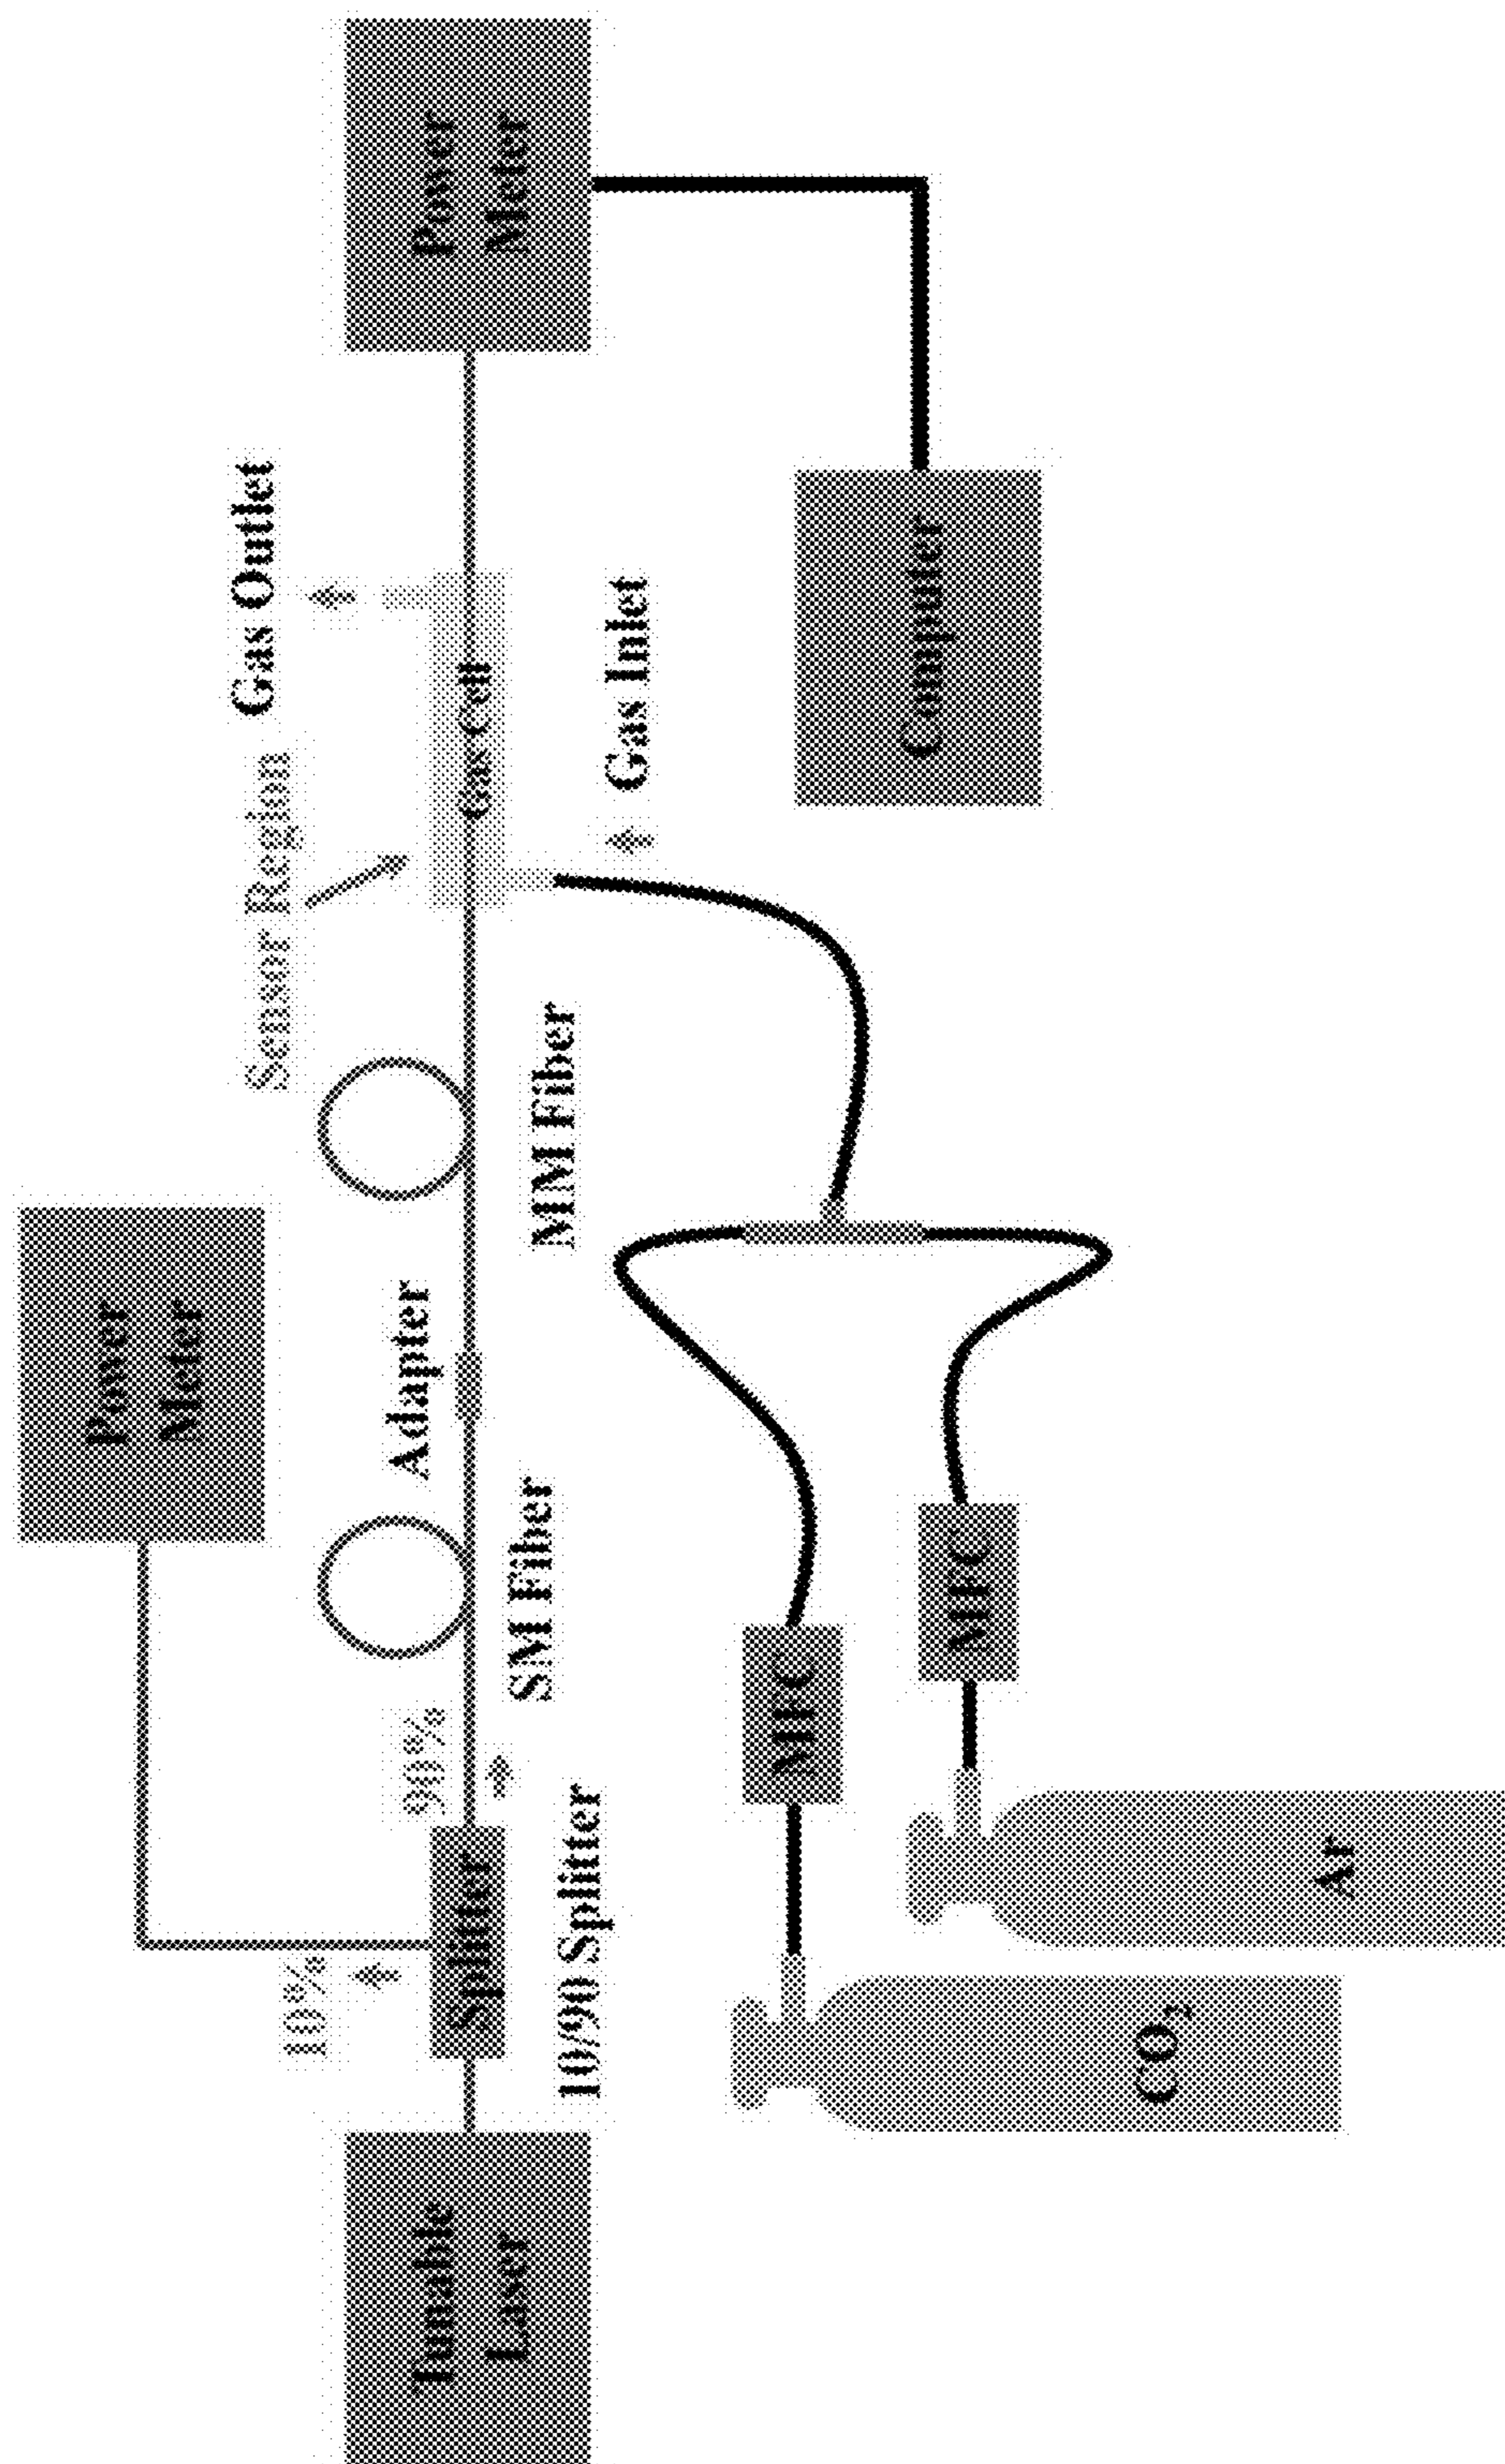 Power
Meter
10%
90%
Adapter
Sensor Region
Gas Outlet
Tunable
Laser
Splitter
Gas Cell
Power
Meter
10/90 Splitter
SM Fiber
MM Fiber
Gas Inlet
MFC
MFC
Computer
CO₂
Ar